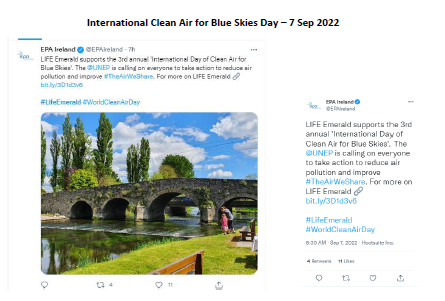 International Clean Air for Blue Skies Day – 7 Sep 2022
EPA Ireland @EPAIreland · 7h
LIFE Emerald supports the 3rd annual 'International Day of Clean Air for
Blue Skies'. The @UNEP is calling on everyone to take action to reduce air
pollution and improve #TheAirWeShare. For more on LIFE Emerald
bit.ly/3D1d3v6
#LifeEmerald #WorldCleanAirDay
4
11
EPA Ireland
@EPAIreland
LIFE Emerald supports the 3rd
annual 'International Day of
Clean Air for Blue Skies'. The
@UNEP is calling on everyone
to take action to reduce air
pollution and improve
#TheAirWeShare. For more on
LIFE Emerald
bit.ly/3D1d3v6
#LifeEmerald
#WorldCleanAirDay
8:30 AM · Sep 7, 2022 · Hootsuite Inc.
4 Retweets 11 Likes